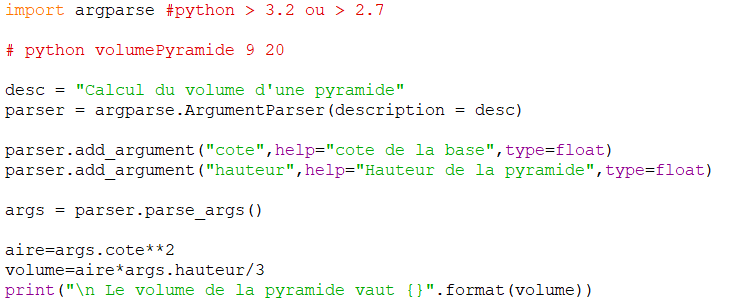 import argparse #python > 3.2 ou > 2.7
# python volumePyramide 9 20
desc = "Calcul du volume d'une pyramide"
parser = argparse.ArgumentParser(description = desc)
parser.add_argument("cote",help="cote de la base",type=float)
parser.add_argument("hauteur",help="Hauteur de la pyramide",type=float)
args = parser.parse_args()
aire=args.cote**2
volume=aire*args.hauteur/3
print("\n Le volume de la pyramide vaut {}".format(volume))